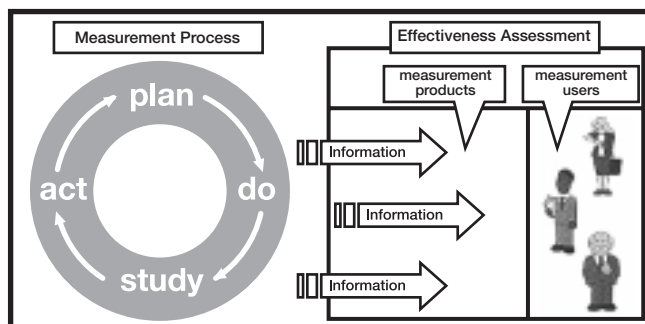 Measurement Process
Effectiveness Assessment
measurement
products
measurement
users
plan
do
study
act
Information
Information
Information